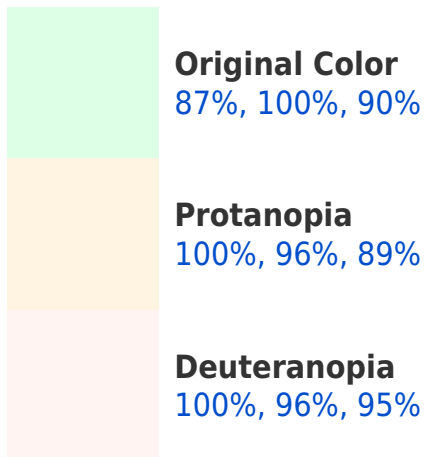 Original Color
87%, 100%, 90%
Protanopia
100%, 96%, 89%
Deuteranopia
100%, 96%, 95%